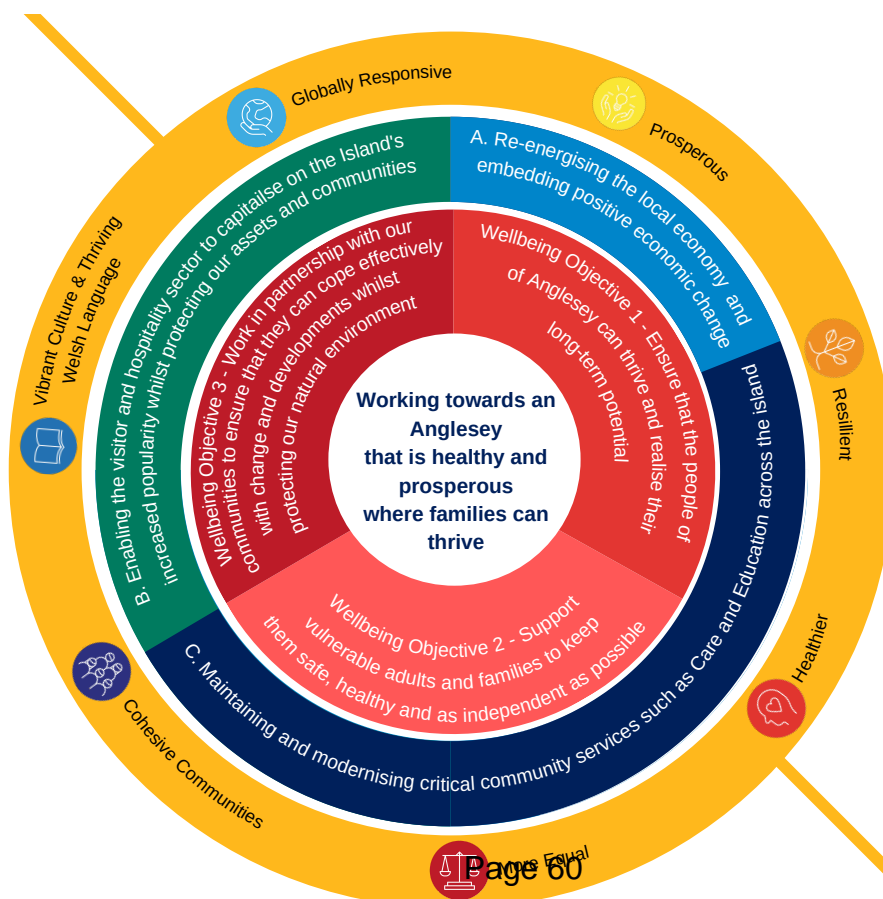 Globally Responsive
Prosperous
Resillient
Healthier
More Equal
Cohesive Communities
Vibrant Culture & Thriving
Welsh Language
A. Re-energising the local economy and
embedding positive economic change
B. Enabling the visitor and hospitality sector to capitalise on the Island's
increased popularity whilst protecting our assets and communities
C. Maintaining and modernising critical community services such as Care and Education across the island
Wellbeing Objective 1 - Ensure that the people of
of Anglesey can thrive and realise their
long-term potential
Wellbeing Objective 2 - Support
vulnerable adults and families to keep
them safe, healthy and as independent as possible
Wellbeing Objective 3 - Work in partnership with our
communities to ensure that they can cope effectively
with change and developments whilst
protecting our natural environment
Working towards an
Anglesey
that is healthy and
prosperous
where families can
thrive
Page 60